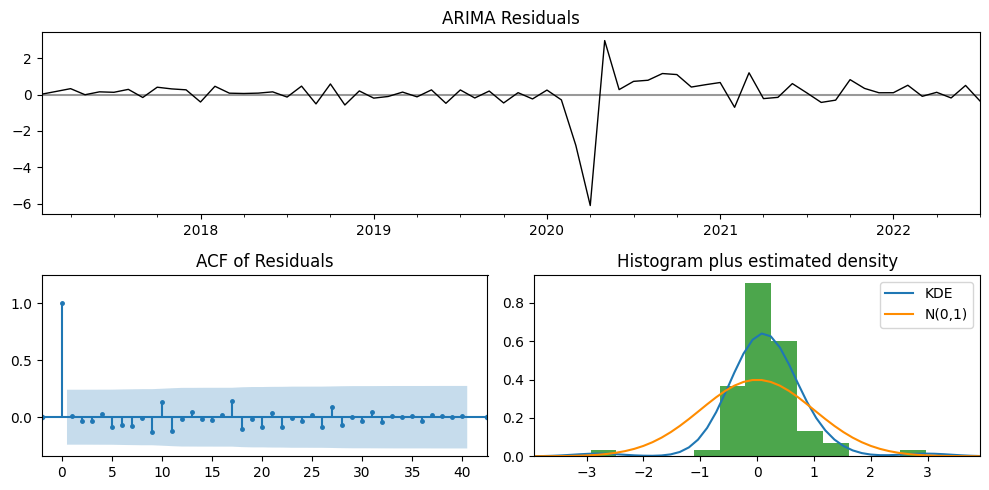 ARIMA Residuals
2
0
−2
−4
−6
2018 2019 2020 2021 2022
ACF of Residuals
1.0
0.5
0.0
0 5 10 15 20 25 30 35 40
Histogram plus estimated density
KDE
N(0,1)
0.8
0.6
0.4
0.2
0.0
−3 −2 −1 0 1 2 3